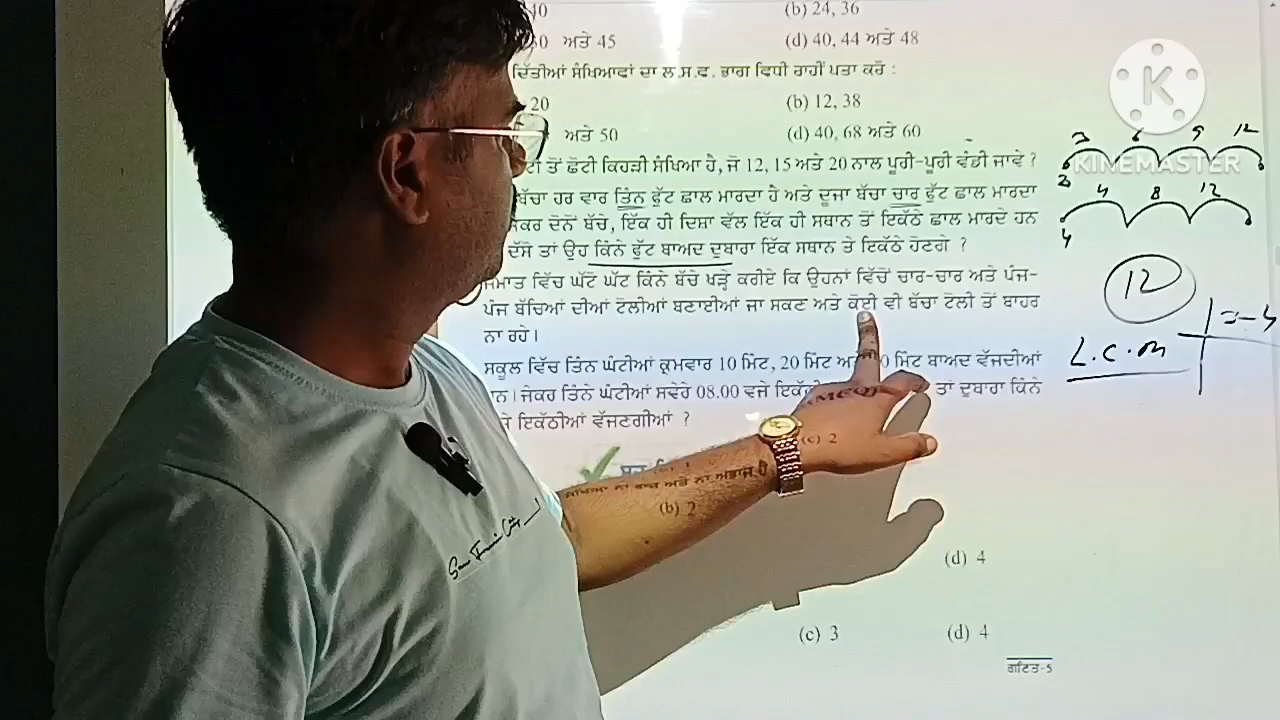 40 (b) 24, 36
ਅਤੇ 45 (d) 40, 44 ਅਤੇ 48
ਦਿੱਤੀਆਂ ਸੰਖਿਆਵਾਂ ਦਾ ਲ.ਸ.ਵ. ਭਾਗ ਵਿਧੀ ਰਾਹੀਂ ਪਤਾ ਕਰੋ :
20 (b) 12, 38
ਅਤੇ 50 (d) 40, 68 ਅਤੇ 60
ਤੋਂ ਛੋਟੀ ਕਿਹੜੀ ਸੰਖਿਆ ਹੈ, ਜੋ 12, 15 ਅਤੇ 20 ਨਾਲ ਪੂਰੀ-ਪੂਰੀ ਵੰਡੀ ਜਾਵੇ ?
ਬੱਚਾ ਹਰ ਵਾਰ ਤਿੰਨ ਫੁੱਟ ਛਾਲ ਮਾਰਦਾ ਹੈ ਅਤੇ ਦੂਜਾ ਬੱਚਾ ਚਾਰ ਫੁੱਟ ਛਾਲ ਮਾਰਦਾ
ਦੋਨੋਂ ਬੱਚੇ, ਇੱਕ ਹੀ ਦਿਸ਼ਾ ਵੱਲ ਇੱਕ ਹੀ ਸਥਾਨ ਤੋਂ ਇਕੱਠੇ ਛਾਲ ਮਾਰਦੇ ਹਨ
ਦੱਸੋ ਤਾਂ ਉਹ ਕਿੰਨੇ ਫੁੱਟ ਬਾਅਦ ਦੁਬਾਰਾ ਇੱਕ ਸਥਾਨ ਤੇ ਇਕੱਠੇ ਹੋਣਗੇ ?
ਜਮਾਤ ਵਿੱਚ ਘੱਟੋ ਘੱਟ ਕਿੰਨੇ ਬੱਚੇ ਖੜ੍ਹੇ ਕਰੀਏ ਕਿ ਉਹਨਾਂ ਵਿੱਚੋਂ ਚਾਰ-ਚਾਰ ਅਤੇ ਪੰਜ-
ਪੰਜ ਬੱਚਿਆਂ ਦੀਆਂ ਟੋਲੀਆਂ ਬਣਾਈਆਂ ਜਾ ਸਕਣ ਅਤੇ ਕੋਈ ਵੀ ਬੱਚਾ ਟੋਲੀ ਤੋਂ ਬਾਹਰ
ਨਾ ਰਹੇ।
ਸਕੂਲ ਵਿੱਚ ਤਿੰਨ ਘੰਟੀਆਂ ਕ੍ਰਮਵਾਰ 10 ਮਿੰਟ, 20 ਮਿੰਟ ਮਿੰਟ ਬਾਅਦ ਵੱਜਦੀਆਂ
ਜੇਕਰ ਤਿੰਨੇ ਘੰਟੀਆਂ ਸਵੇਰੇ 08.00 ਵਜੇ ਤਾਂ ਦੁਬਾਰਾ ਕਿੰਨੇ
ਇਕੱਠੀਆਂ ਵੱਜਣਗੀਆਂ ?
(c) 2
(b) 2
(d) 4
(c) 3 (d) 4
ਗਣਿਤ-5
K
KINEMASTER
3 6 9 12
4 8 12
4
12
L.C.M